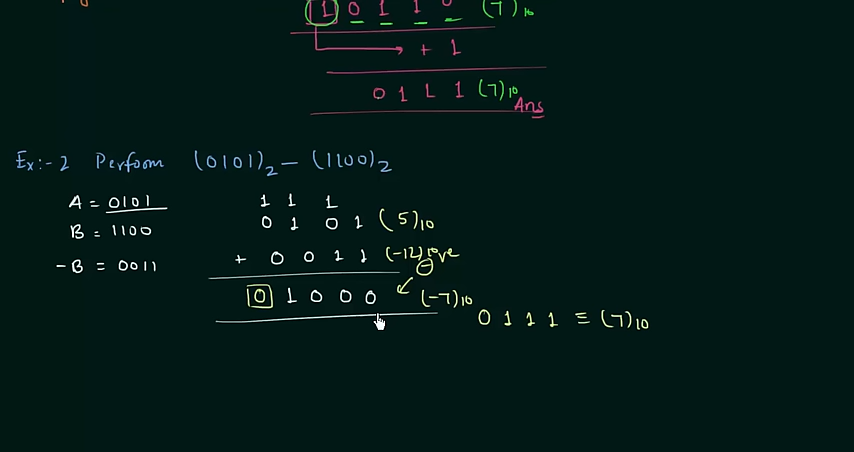 1 0 1 1 0 (7)10
+ 1
0 1 1 1 (7)10
Ans
Ex:- 2 Perform (0101)2 – (1100)2
A = 0101
B = 1100
-B = 0011
1 1 1
0 1 0 1 (5)10
+ 0 0 1 1 (-12)10 -ve
0 1 0 0 0 (-7)10
0 1 1 1 ≡ (7)10